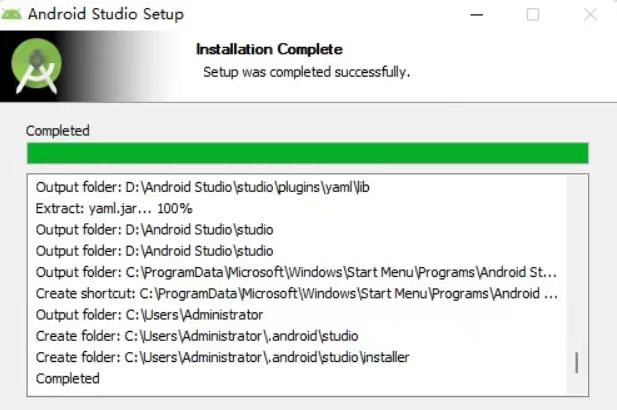 Android Studio Setup
Installation Complete
Setup was completed successfully.
Completed
Output folder: D:\Android Studio\studio\plugins\yaml\lib
Extract: yaml.jar... 100%
Output folder: D:\Android Studio\studio
Output folder: D:\Android Studio\studio
Output folder: C:\ProgramData\Microsoft\Windows\Start Menu\Programs\Android St...
Create shortcut: C:\ProgramData\Microsoft\Windows\Start Menu\Programs\Android ...
Output folder: C:\Users\Administrator
Create folder: C:\Users\Administrator\.android\studio
Create folder: C:\Users\Administrator\.android\studio\installer
Completed